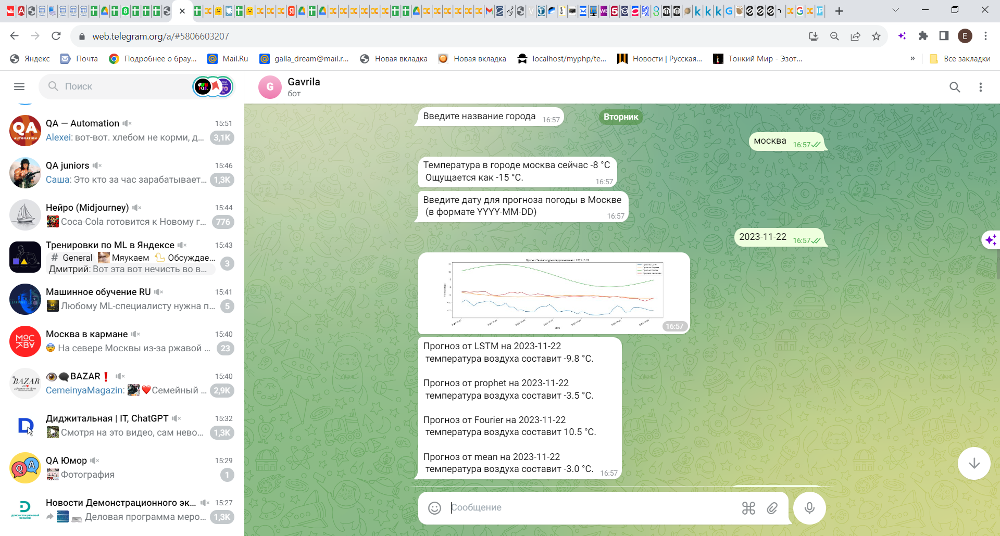 web.telegram.org/a/#5806603207
E
Яндекс
Почта
Подробнее о брау...
Mail.Ru
galla_dream@mail.r...
Новая вкладка
Новая вкладка
localhost/myphp/te...
Новости | Русская...
Тонкий Мир - Эзот...
»
Все закладки
Поиск
QA — Automation 15:51
Alexei: вот-вот. хлебом не корми, д... 3,1K
QA juniors 15:46
Саша: Это кто за час зарабатывает... 1,3K
Нейро (Midjourney) 15:44
Coca-Cola готовится к Новому г... 776
Тренировки по ML в Яндексе 15:43
# General Мяукаем Обсуждае...
Дмитрий: Вот эта вот нечисть во в... 3
Машинное обучение RU 15:41
Любому ML-специалисту нужна п... 5
Москва в кармане 15:40
На севере Москвы из-за ржавой ... 23
BAZAR 15:40
CemeinyaMagazin: Семейный ... 2,9K
Диджитальная | IT, ChatGPT 15:32
Смотря на это видео, сам нево... 1,3K
QA Юмор 15:29
Фотография 1
Новости Демонстрационного эк... 15:27
Деловая программа меро... 1,3K
G
Gavrila
бот
Введите название города 16:57
Вторник
москва 16:57
Температура в городе москва сейчас -8 °C
Ощущается как -15 °C. 16:57
Введите дату для прогноза погоды в Москве
(в формате YYYY-MM-DD) 16:57
2023-11-22 16:57
Прогноз Температуры воздуха начиная с 2023-11-22
16:57
Прогноз от LSTM на 2023-11-22
температура воздуха составит -9.8 °C.
Прогноз от prophet на 2023-11-22
температура воздуха составит -3.5 °C.
Прогноз от Fourier на 2023-11-22
температура воздуха составит 10.5 °C.
Прогноз от mean на 2023-11-22
температура воздуха составит -3.0 °C. 16:57
Сообщение